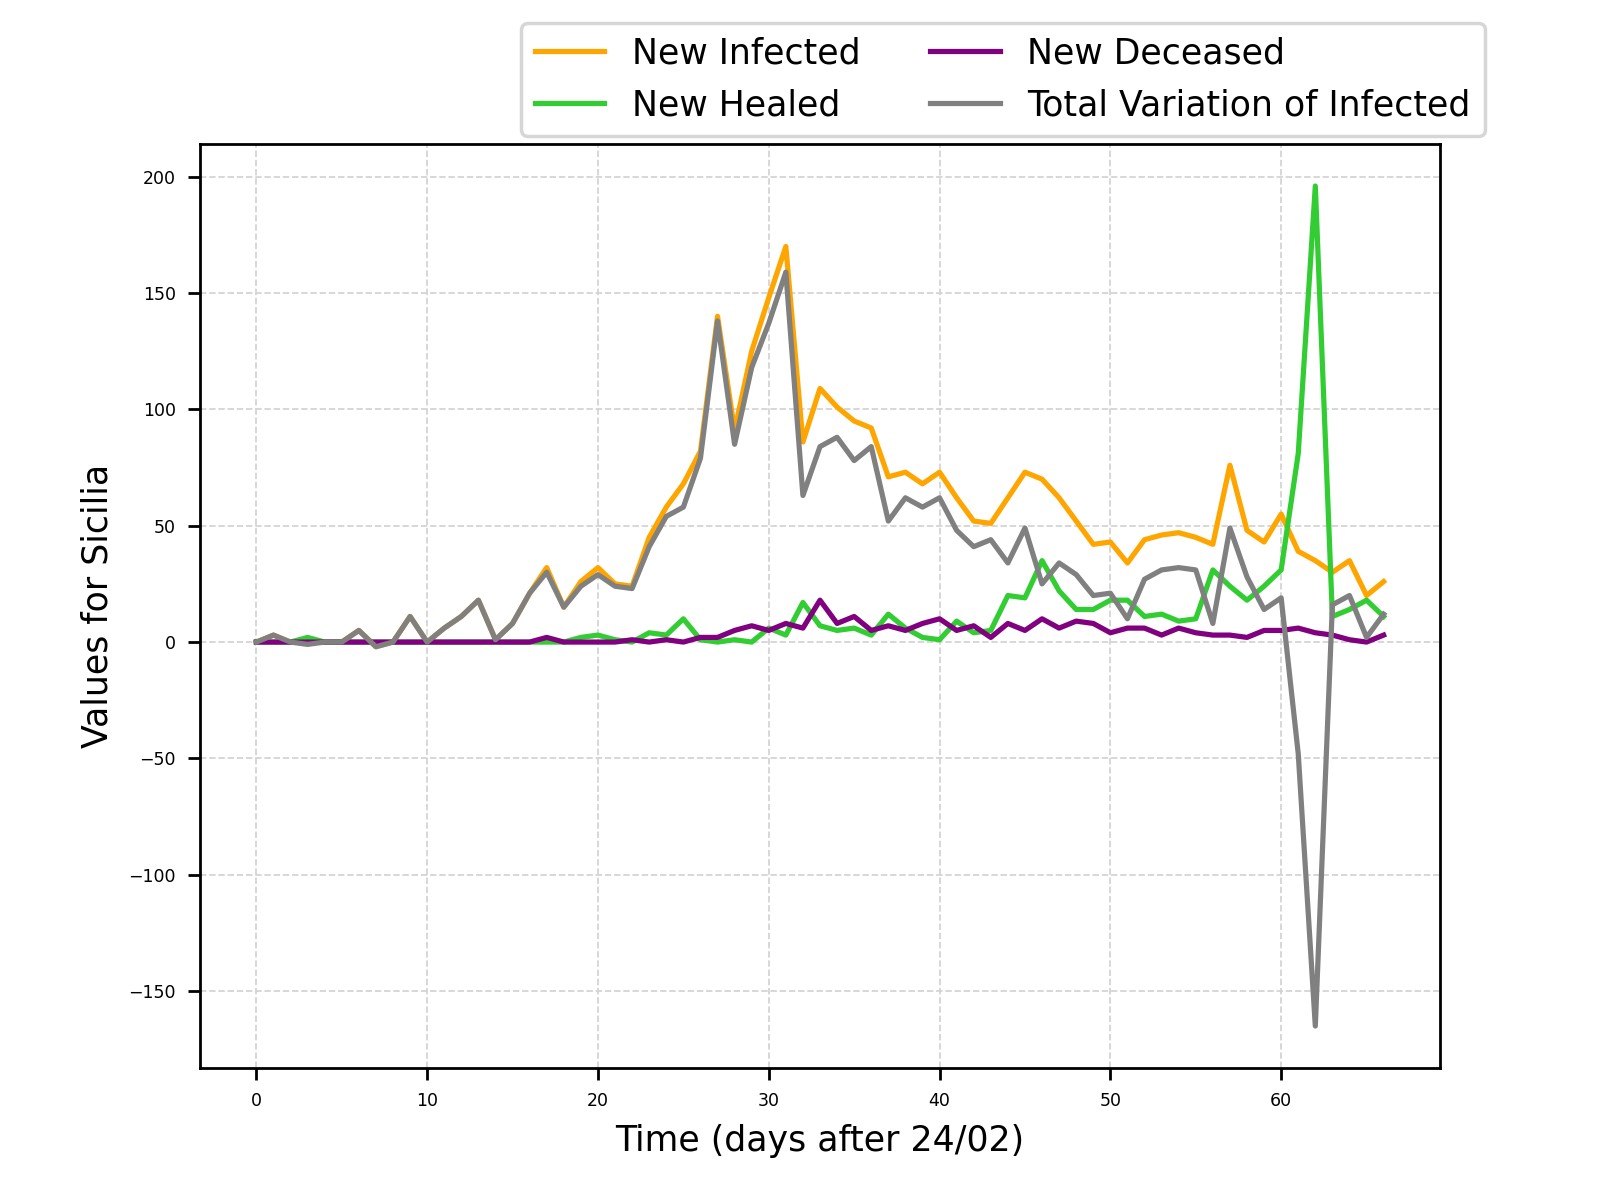 New Infected
New Healed
New Deceased
Total Variation of Infected
200
150
100
50
0
−50
−100
−150
Values for Sicilia
0 10 20 30 40 50 60
Time (days after 24/02)